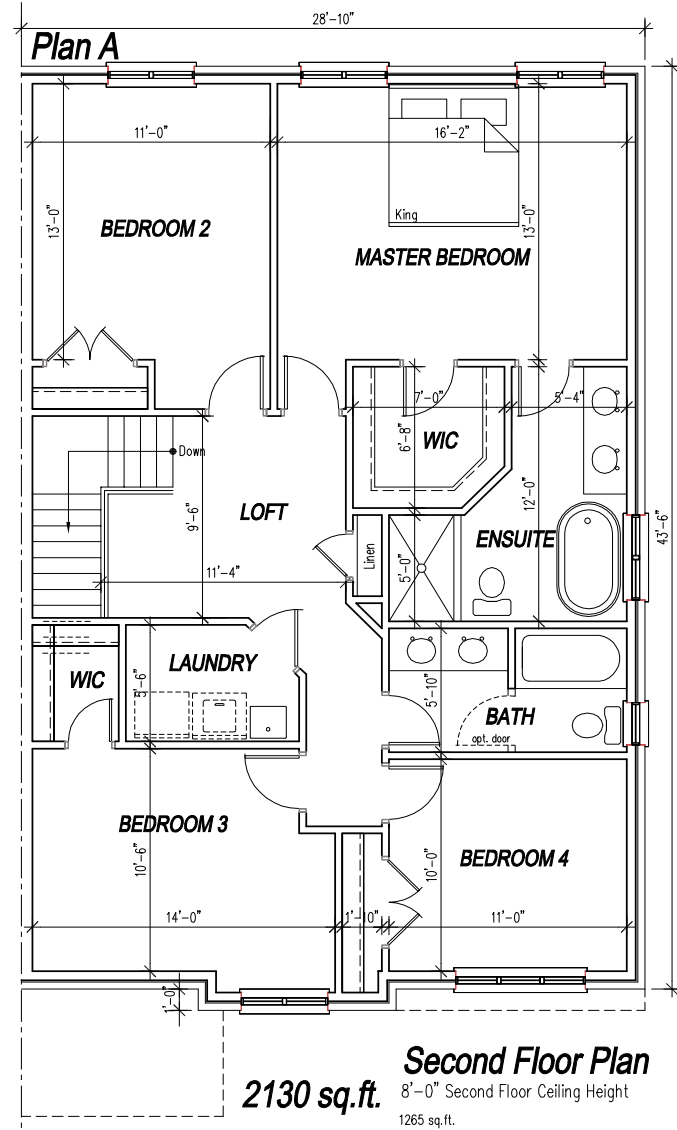 28'-10"
Plan A
11'-0"
16'-2"
King
13'-0"
13'-0"
BEDROOM 2
MASTER BEDROOM
7'-0"
5'-4"
6'-8"
WIC
Down
12'-0"
9'-6"
LOFT
43'-6"
ENSUITE
Linen
5'-0"
11'-4"
LAUNDRY
WIC
5'-6"
5'-10"
BATH
opt. door
BEDROOM 3
10'-6"
10'-0"
BEDROOM 4
14'-0"
1'-10"
11'-0"
1'-0"
Second Floor Plan
2130 sq.ft.
8'-0" Second Floor Ceiling Height
1265 sq.ft.